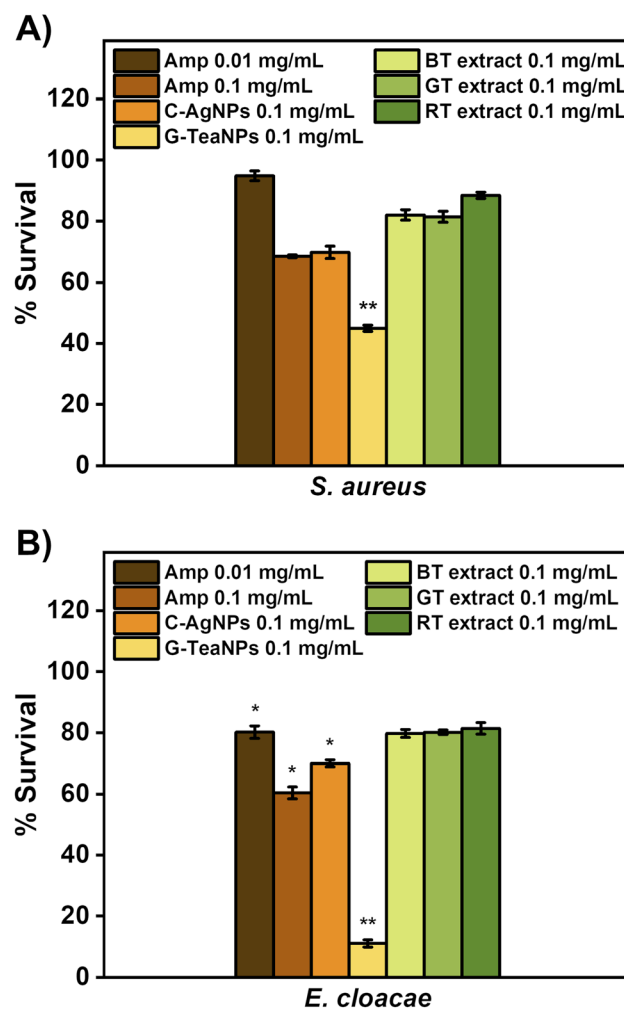 A)
Amp 0.01 mg/mL
Amp 0.1 mg/mL
C-AgNPs 0.1 mg/mL
G-TeaNPs 0.1 mg/mL
BT extract 0.1 mg/mL
GT extract 0.1 mg/mL
RT extract 0.1 mg/mL
% Survival
120
100
80
60
40
20
0
**
S. aureus
B)
Amp 0.01 mg/mL
Amp 0.1 mg/mL
C-AgNPs 0.1 mg/mL
G-TeaNPs 0.1 mg/mL
BT extract 0.1 mg/mL
GT extract 0.1 mg/mL
RT extract 0.1 mg/mL
% Survival
120
100
80
60
40
20
0
*
*
*
**
E. cloacae